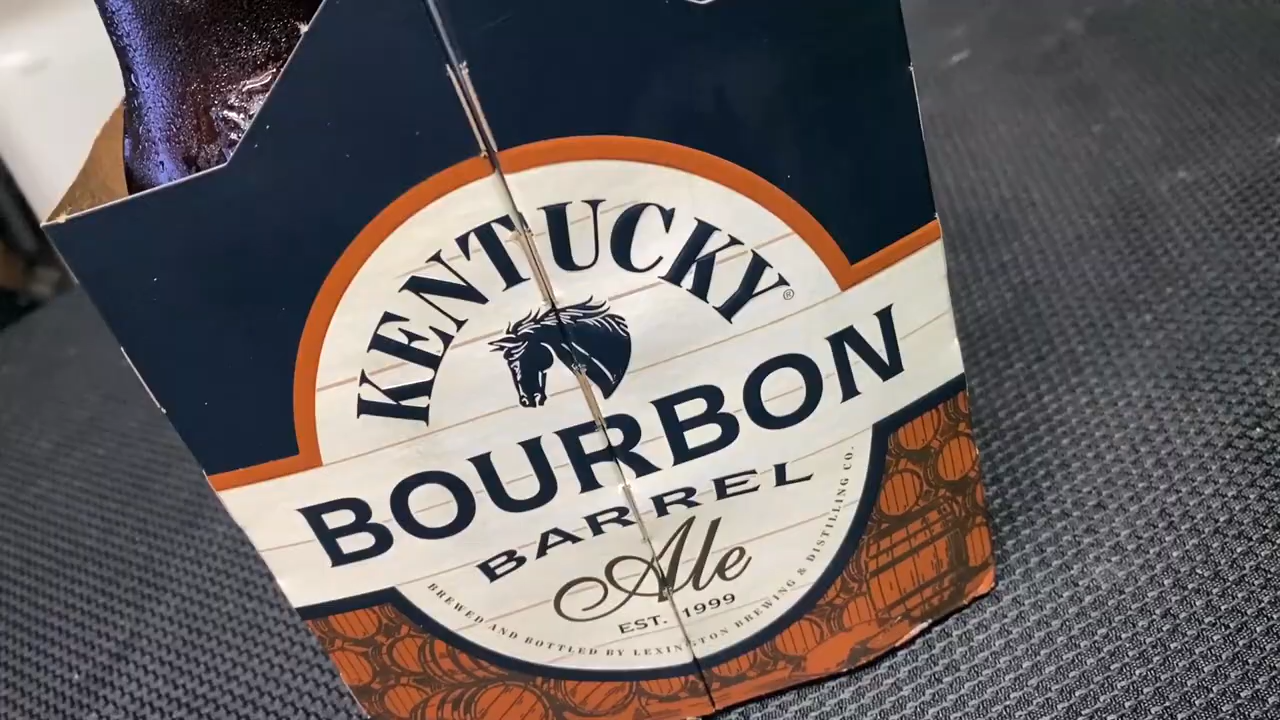 KENTUCKY®
BOURBON
BARREL
Ale
EST. 1999
BREWED AND BOTTLED BY LEXINGTON BREWING & DISTILLING CO.